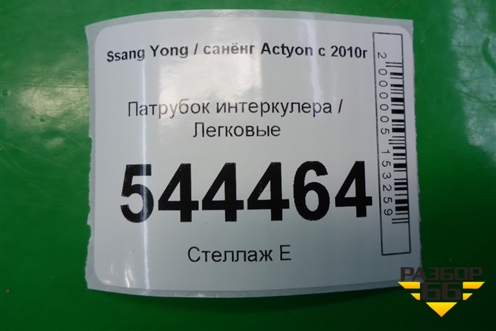 Ssang Yong / санёнг Actyon с 2010г
Патрубок интеркулера /
Легковые
544464
Стеллаж Е
2000005153259
РАЗБОР
66